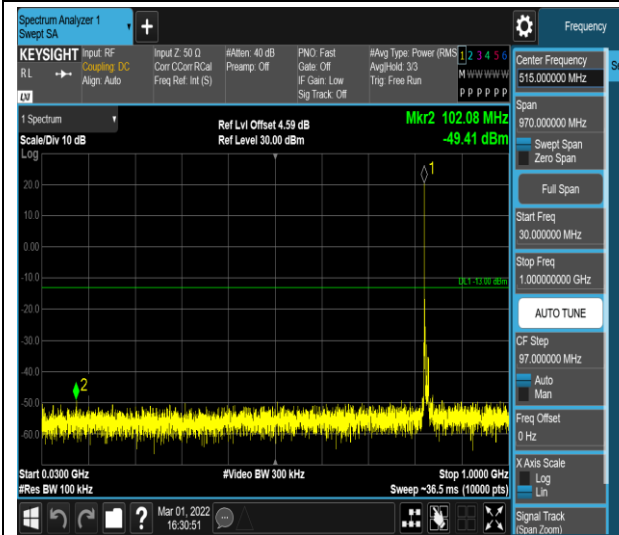 Spectrum Analyzer 1
Swept SA
Frequency
KEYSIGHT
RL
LXI
Input: RF
Coupling: DC
Align: Auto
Input Z: 50 Ω
Corr CCorr RCal
Freq Ref: Int (S)
#Atten: 40 dB
Preamp: Off
PNO: Fast
Gate: Off
IF Gain: Low
Sig Track: Off
#Avg Type: Power (RMS
Avg|Hold: 3/3
Trig: Free Run
1 2 3 4 5 6
M W W W W W
P P P P P P
1 Spectrum
Scale/Div 10 dB
Log
Ref Lvl Offset 4.59 dB
Ref Level 30.00 dBm
Mkr2 102.08 MHz
-49.41 dBm
1
20.0
10.0
0.00
-10.0
DL1 -13.00 dBm
-20.0
-30.0
-40.0
2
-50.0
-60.0
Start 0.0300 GHz
#Res BW 100 kHz
#Video BW 300 kHz
Stop 1.0000 GHz
Sweep ~36.5 ms (10000 pts)
Center Frequency
515.000000 MHz
Span
970.000000 MHz
Swept Span
Zero Span
Full Span
Start Freq
30.000000 MHz
Stop Freq
1.000000000 GHz
AUTO TUNE
CF Step
97.000000 MHz
Auto
Man
Freq Offset
0 Hz
X Axis Scale
Log
Lin
Signal Track
(Span Zoom)
?
Mar 01, 2022
16:30:51